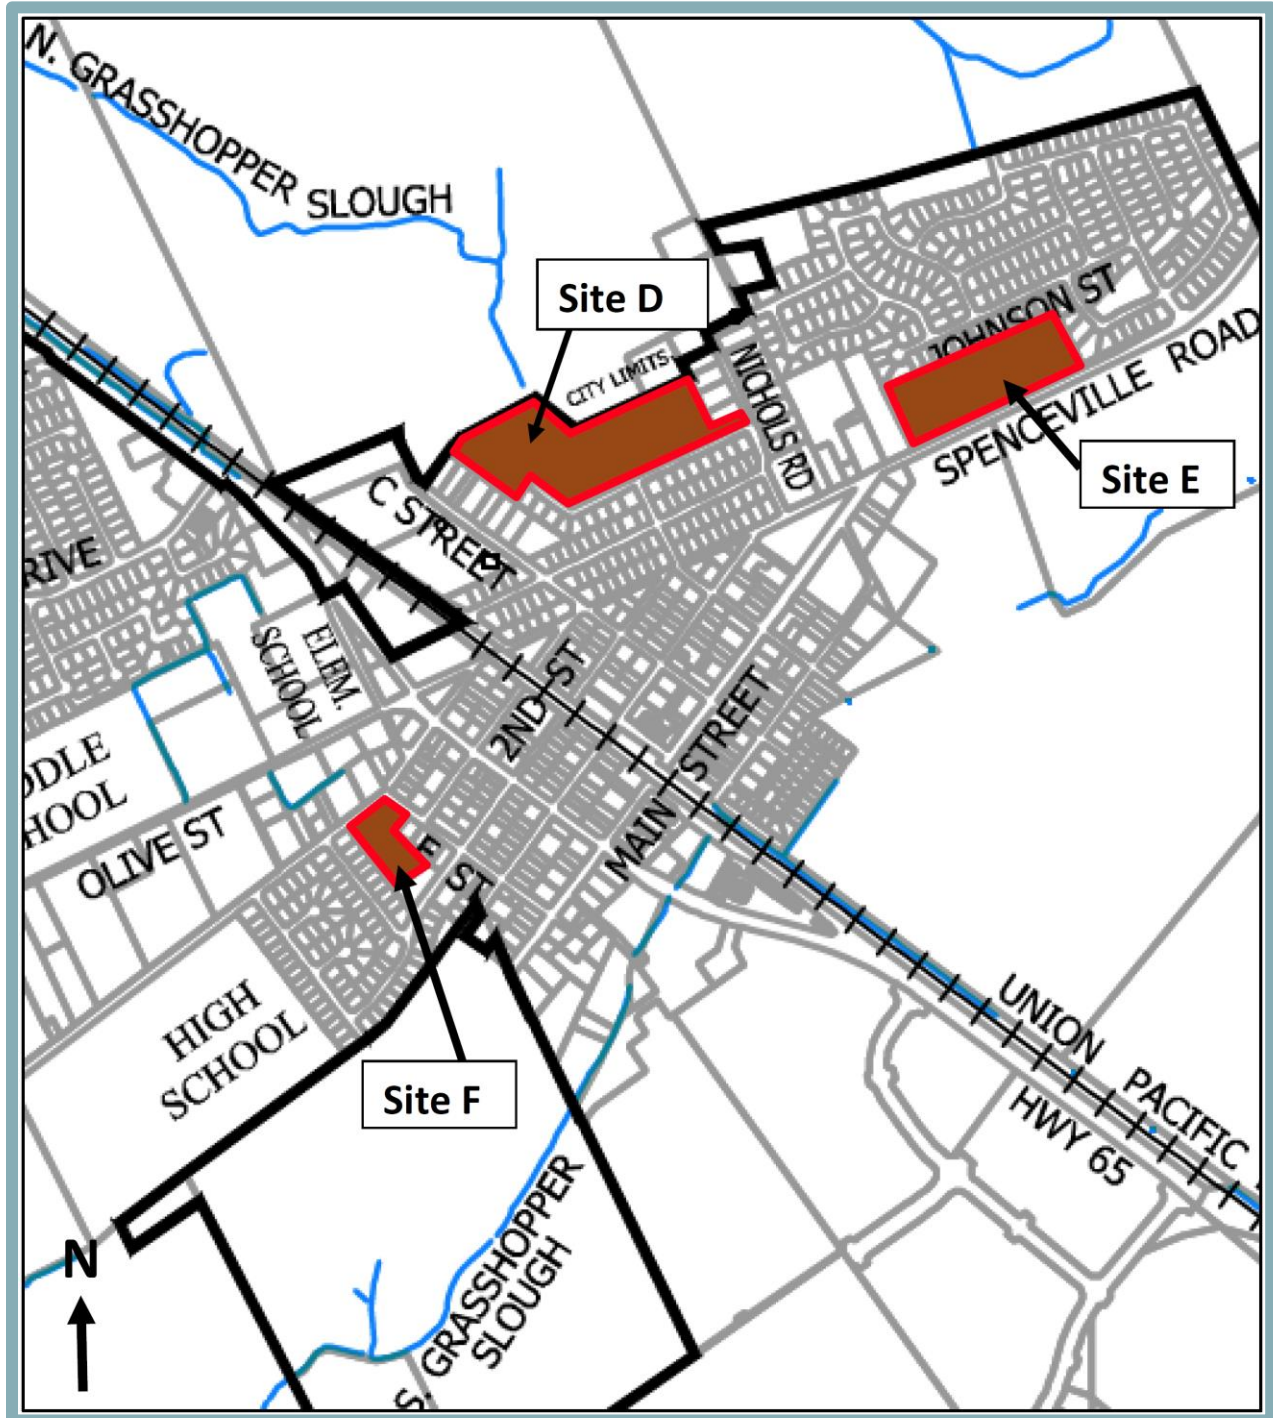 N. GRASSHOPPER SLOUGH
Site D
CITY LIMITS
JOHNSON ST
NICHOLS RD
SPENCEVILLE ROAD
Site E
C STREET
RIVE
ELEM.
SCHOOL
2ND ST
DDLE
HOOL
MAIN STREET
OLIVE ST
E ST
HIGH
SCHOOL
UNION PACIFIC
Site F
HWY 65
S. GRASSHOPPER
SLOUGH
N